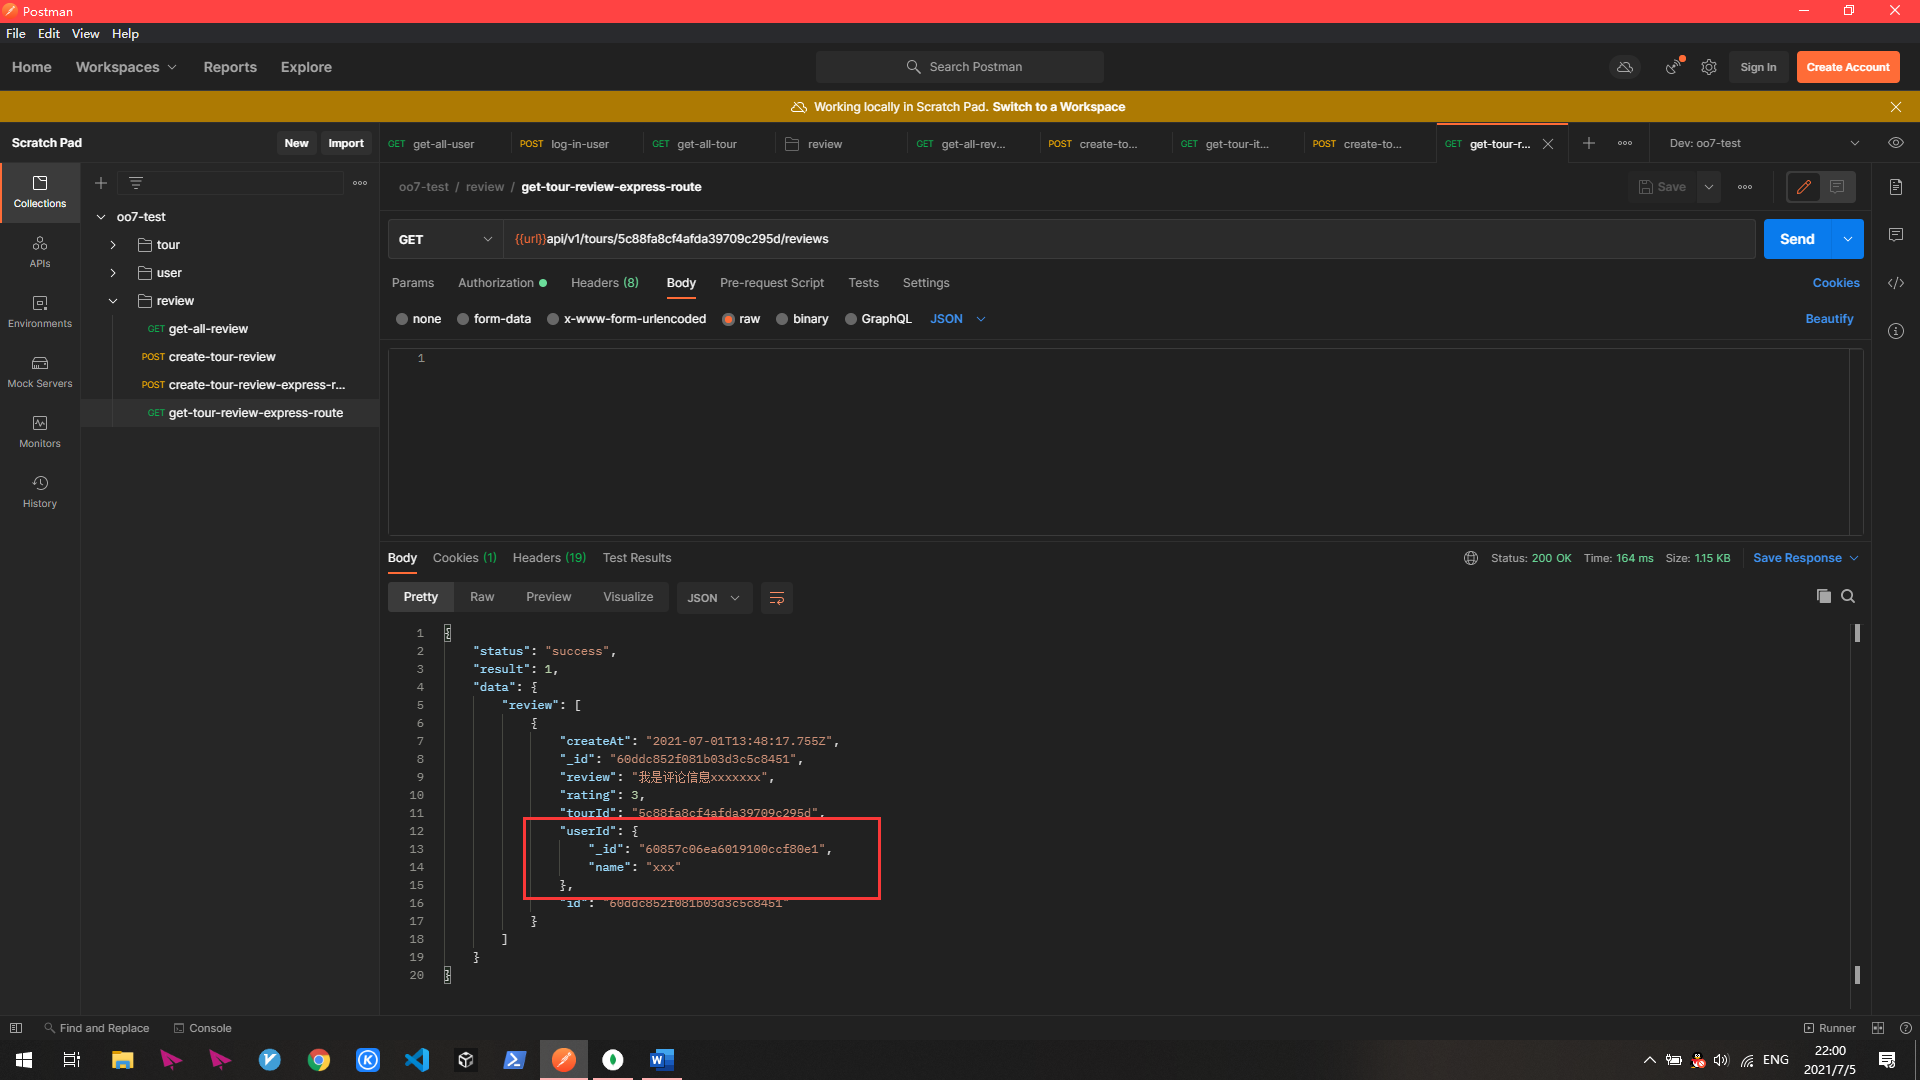 Postman
File Edit View Help
Home Workspaces Reports Explore
Search Postman
Sign In
Create Account
Working locally in Scratch Pad. Switch to a Workspace
Scratch Pad
New Import
GET get-all-user
POST log-in-user
GET get-all-tour
review
GET get-all-rev...
POST create-to...
GET get-tour-it...
POST create-to...
GET get-tour-r...
Dev: oo7-test
Collections
APIs
Environments
Mock Servers
Monitors
History
oo7-test
tour
user
review
GET get-all-review
POST create-tour-review
POST create-tour-review-express-r...
GET get-tour-review-express-route
oo7-test / review / get-tour-review-express-route
Save
GET
{{url}}api/v1/tours/5c88fa8cf4afda39709c295d/reviews
Send
Params Authorization Headers (8) Body Pre-request Script Tests Settings
Cookies
none form-data x-www-form-urlencoded raw binary GraphQL JSON
Beautify
1
Body Cookies (1) Headers (19) Test Results
Status: 200 OK Time: 164 ms Size: 1.15 KB Save Response
Pretty Raw Preview Visualize JSON
1 {
2 "status": "success",
3 "result": 1,
4 "data": {
5 "review": [
6 {
7 "createAt": "2021-07-01T13:48:17.755Z",
8 "_id": "60ddc852f081b03d3c5c8451",
9 "review": "我是评论信息xxxxxxx",
10 "rating": 3,
11 "tourId": "5c88fa8cf4afda39709c295d",
12 "userId": {
13 "_id": "60857c06ea6019100ccf80e1",
14 "name": "xxx"
15 },
16 "id": "60ddc852f081b03d3c5c8451"
17 }
18 ]
19 }
20 }
Find and Replace Console
Runner
ENG
22:00
2021/7/5